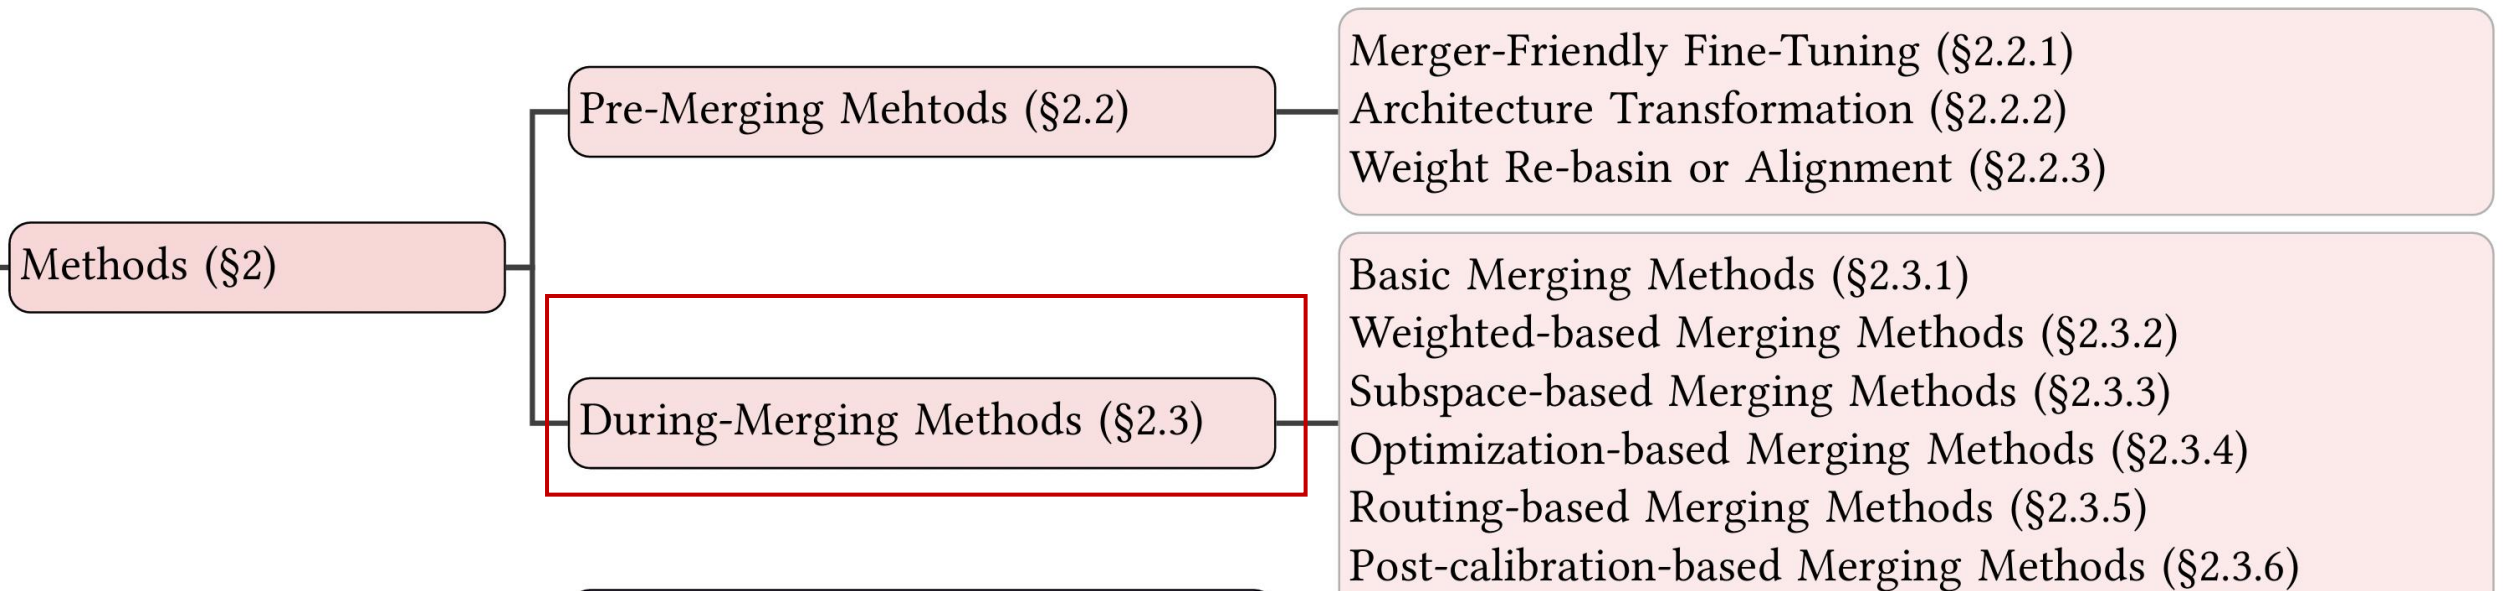 Methods (§2)
Pre-Merging Mehtods (§2.2)
Merger-Friendly Fine-Tuning (§2.2.1)
Architecture Transformation (§2.2.2)
Weight Re-basin or Alignment (§2.2.3)
During-Merging Methods (§2.3)
Basic Merging Methods (§2.3.1)
Weighted-based Merging Methods (§2.3.2)
Subspace-based Merging Methods (§2.3.3)
Optimization-based Merging Methods (§2.3.4)
Routing-based Merging Methods (§2.3.5)
Post-calibration-based Merging Methods (§2.3.6)